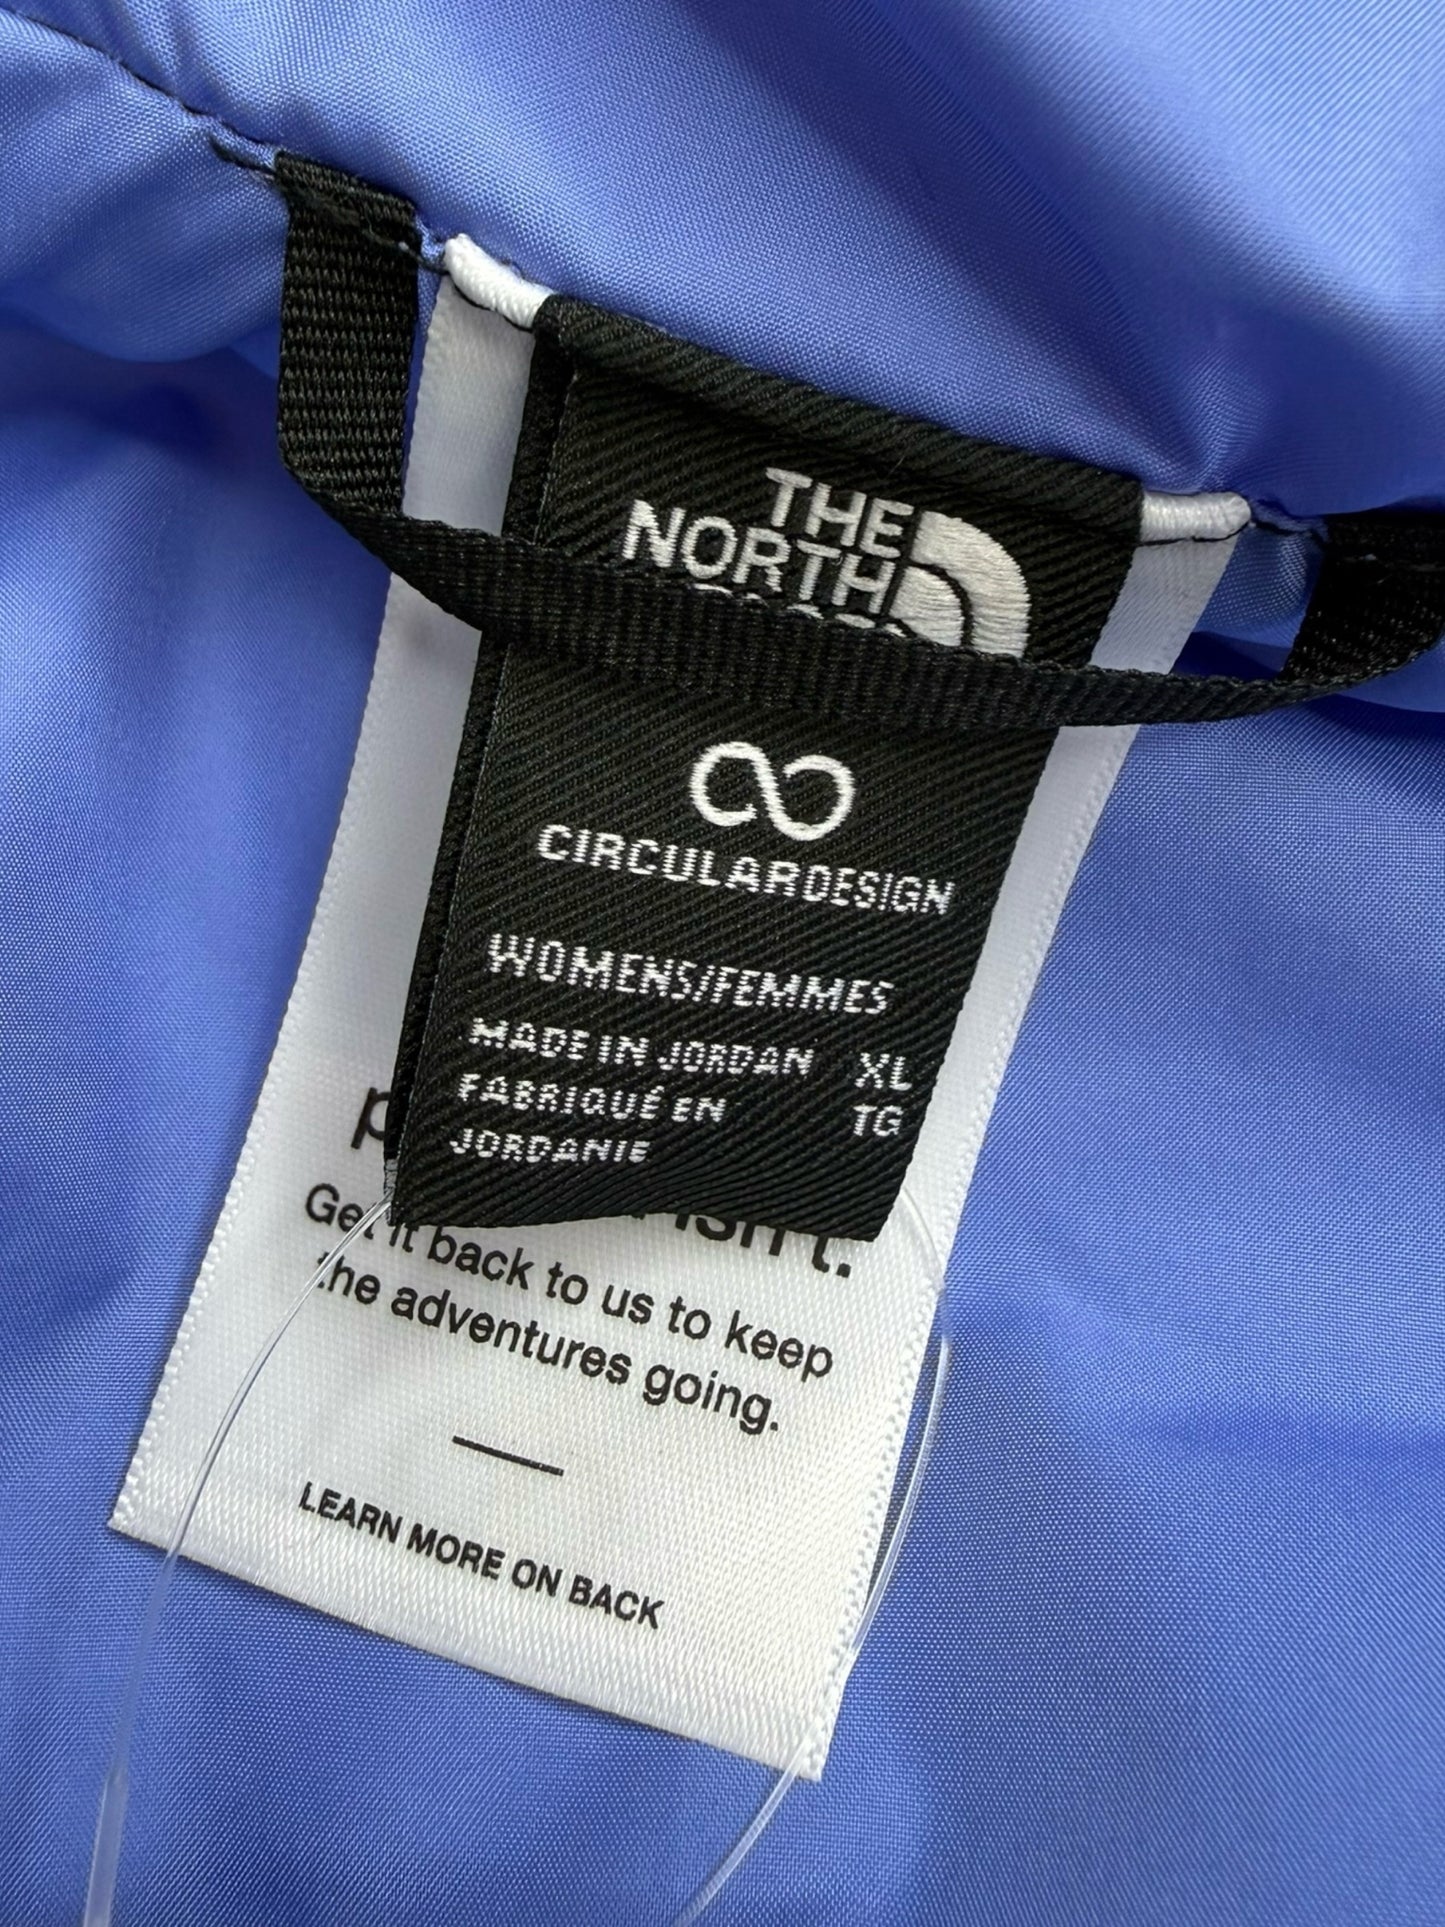 THE
NORTH
CIRCULARDESIGN
WOMENS/FEMMES
MADE IN JORDAN XL
FABRIQUÉ EN TG
JORDANIE
isn't.
Get it back to us to keep
the adventures going.
LEARN MORE ON BACK